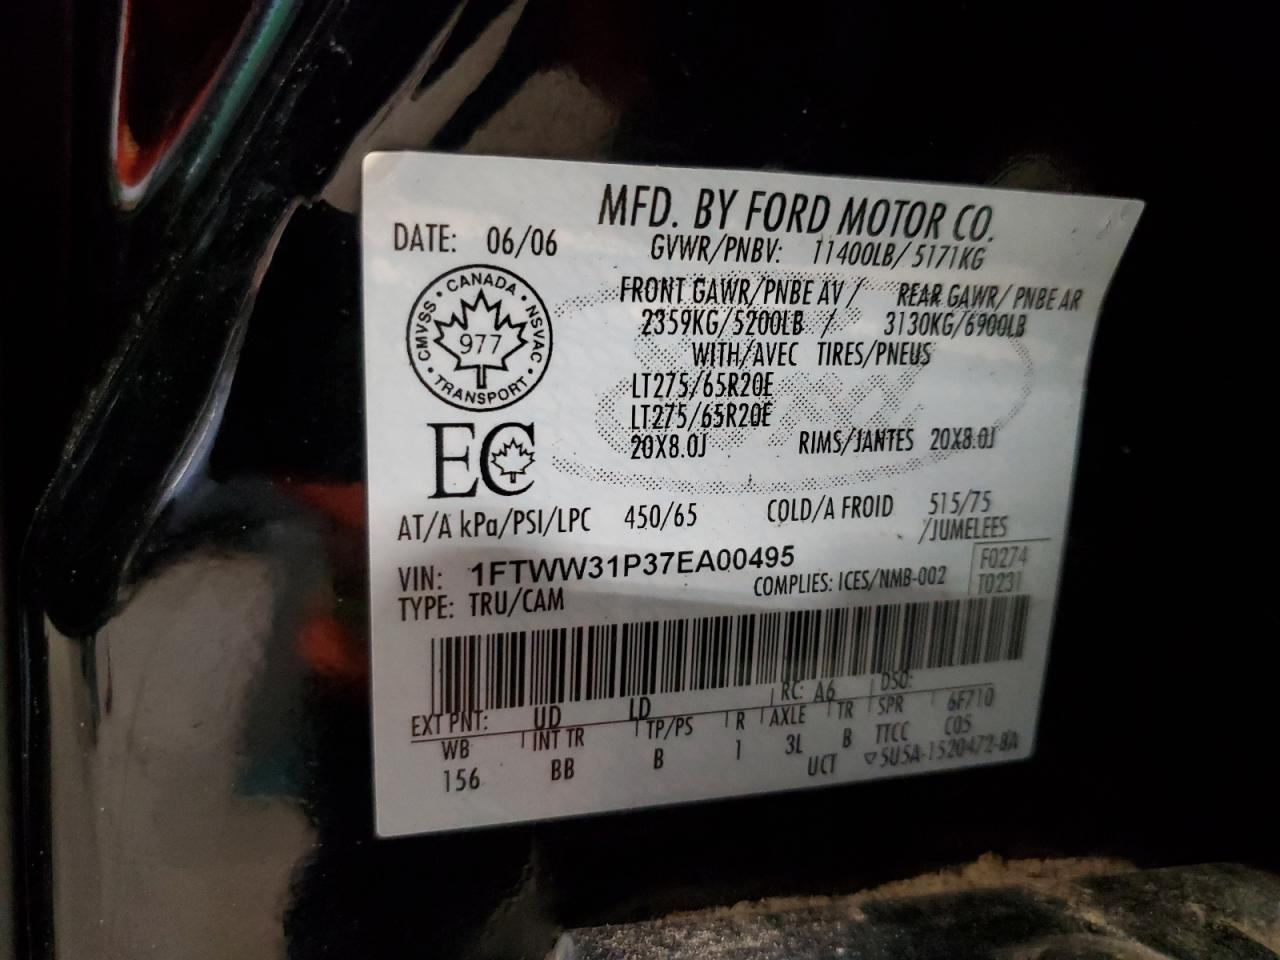 MFD. BY FORD MOTOR CO.
DATE: 06/06 GVWR/PNBV: 11400LB/ 5171KG
CANADA • NSVAC • TRANSPORT • CMVSS •
977
FRONT GAWR/PNBE AV / REAR GAWR/ PNBE AR
2359KG/5200LB / 3130KG/6900LB
WITH/AVEC TIRES/PNEUS
LT275/65R20E
LT275/65R20E
20X8.0J RIMS/JANTES 20X8.0J
EC
AT/A kPa/PSI/LPC 450/65 COLD/A FROID 515/75
/JUMELEES
VIN: 1FTWW31P37EA00495
F0274
TYPE: TRU/CAM COMPLIES: ICES/NMB-002 T0231
RC: A6 DSO:
EXT PNT: UD LD
WB INT TR TP/PS R AXLE TR SPR 6F710
156 BB B 1 3L B TTCC C05
UCT ▽5U5A-1520472-BA